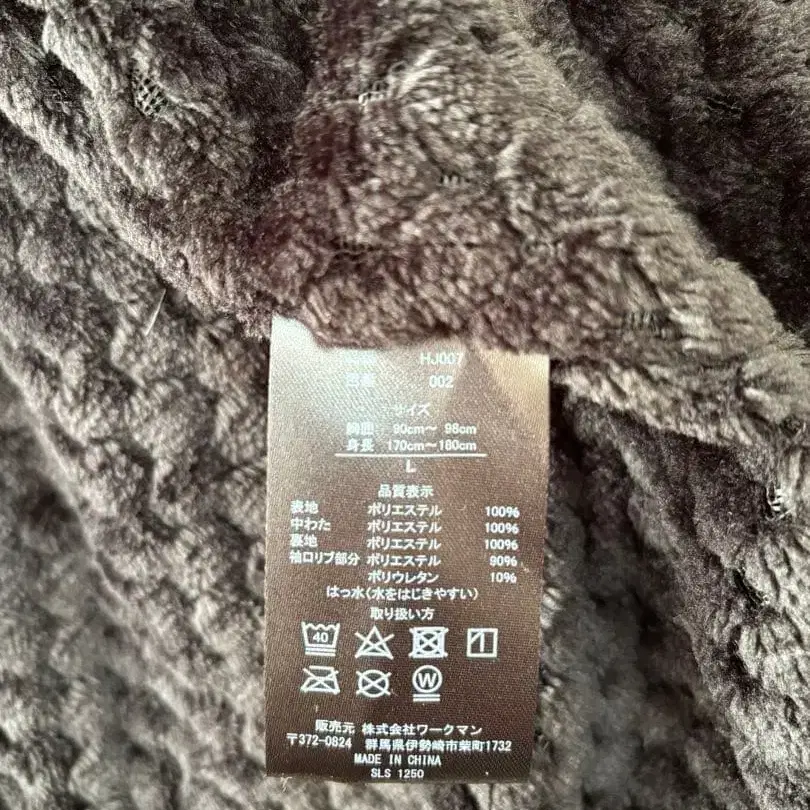 HJ007
002
サイズ
胸囲 90cm～ 98cm
身長 170cm～180cm
L
品質表示
表地 ポリエステル 100%
中わた ポリエステル 100%
裏地 ポリエステル 100%
袖口リブ部分 ポリエステル 90%
ポリウレタン 10%
はっ水(水をはじきやすい)
取り扱い方
40
W
販売元 株式会社ワークマン
〒372-0824 群馬県伊勢崎市柴町1732
MADE IN CHINA
SLS 1250